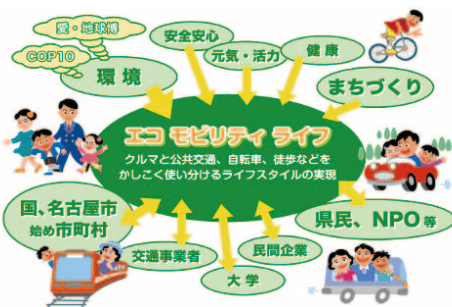 愛・地球博
COP10
環境
安全安心
元気・活力
健康
まちづくり
エコ モビリティ ライフ
クルマと公共交通、自転車、徒歩などを
かしこく使い分けるライフスタイルの実現
国、名古屋市
始め市町村
交通事業者
大学
民間企業
県民、NPO等